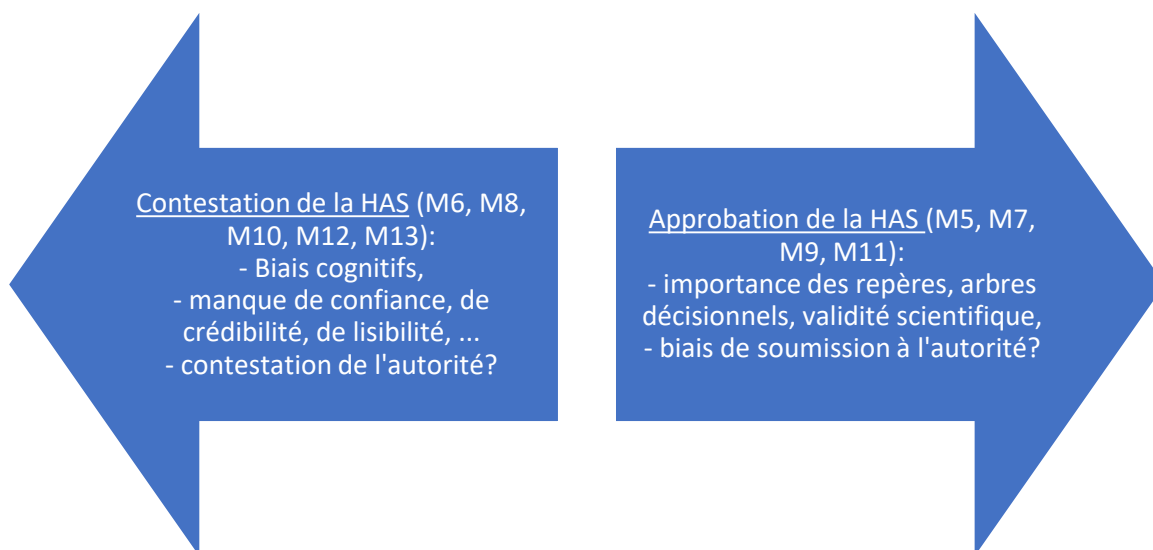 Contestation de la HAS (M6, M8,
M10, M12, M13):
- Biais cognitifs,
- manque de confiance, de
crédibilité, de lisibilité, ...
- contestation de l'autorité?
Approbation de la HAS (M5, M7,
M9, M11):
- importance des repères, arbres
décisionnels, validité scientifique,
- biais de soumission à l'autorité?